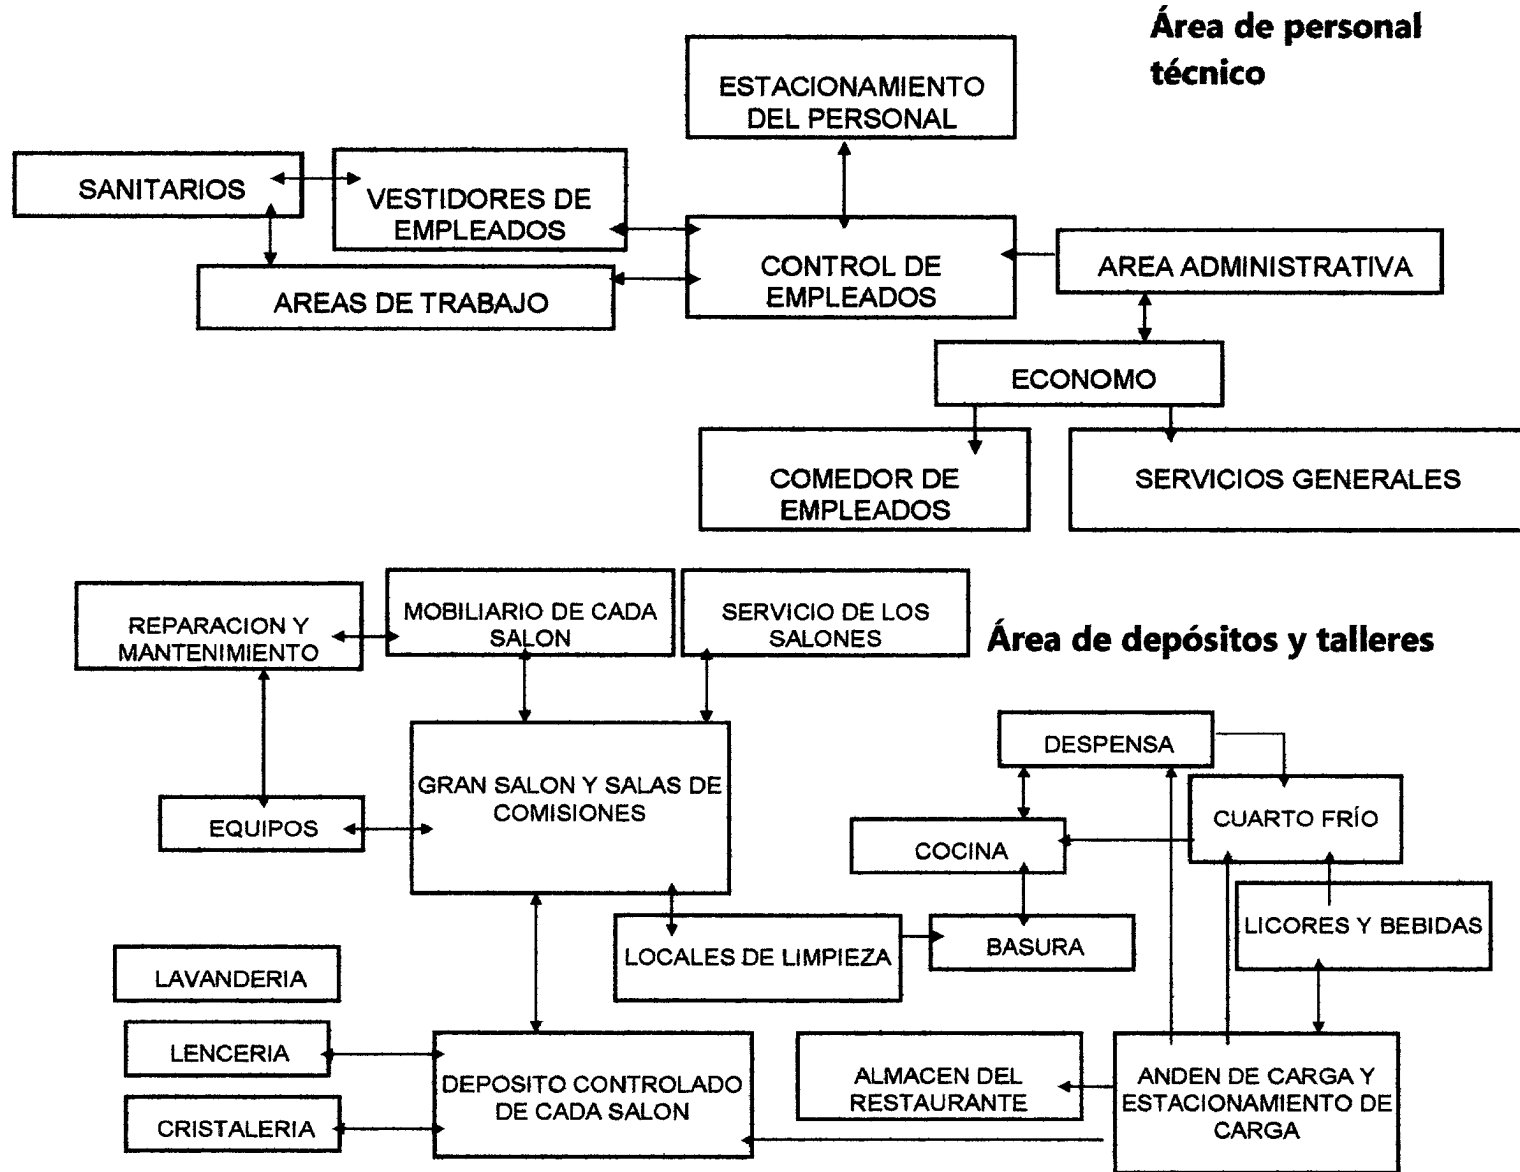 Área de personal
técnico
ESTACIONAMIENTO
DEL PERSONAL
SANITARIOS
VESTIDORES DE
EMPLEADOS
CONTROL DE
EMPLEADOS
AREA ADMINISTRATIVA
AREAS DE TRABAJO
ECONOMO
COMEDOR DE
EMPLEADOS
SERVICIOS GENERALES
REPARACION Y
MANTENIMIENTO
MOBILIARIO DE CADA
SALON
SERVICIO DE LOS
SALONES
Área de depósitos y talleres
DESPENSA
GRAN SALON Y SALAS DE
COMISIONES
EQUIPOS
COCINA
CUARTO FRÍO
LICORES Y BEBIDAS
LOCALES DE LIMPIEZA
BASURA
LAVANDERIA
LENCERIA
CRISTALERIA
DEPOSITO CONTROLADO
DE CADA SALON
ALMACEN DEL
RESTAURANTE
ANDEN DE CARGA Y
ESTACIONAMIENTO DE
CARGA